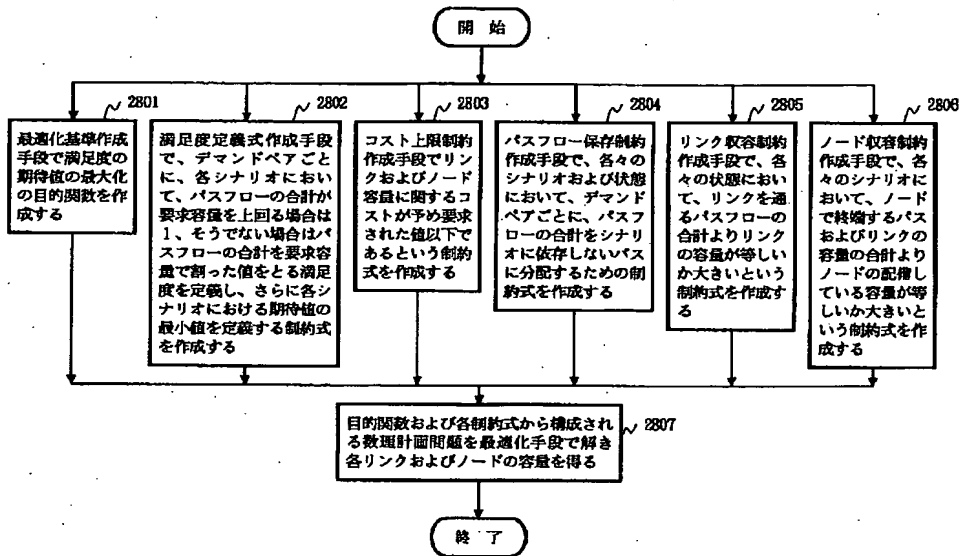 開始
2801
最適化基準作成
手段で満足度の
期待値の最大化
の目的関数を作
成する
2802
満足度定義式作成手段
で、デマンドペアごと
に、各シナリオにおい
て、パスフローの合計が
要求容量を上回る場合は
1、そうでない場合はパ
スフローの合計を要求容
量で割った値をとる満足
度を定義し、さらに各シ
ナリオにおける期待値の
最小値を定義する制約式
を作成する
2803
コスト上限制約
作成手段でリン
クおよびノード
容量に関するコ
ストが予め要求
された値以下で
あるという制約
式を作成する
2804
パスフロー保存制約
作成手段で、各々の
シナリオおよび状態
において、デマンド
ペアごとに、パスフ
ローの合計をシナリ
オに依存しないパス
に分配するための制
約式を作成する
2805
リンク収容制約
作成手段で、各
々の状態におい
て、リンクを通
るパスフローの
合計よりリンク
の容量が等しい
か大きいという
制約式を作成す
る
2806
ノード収容制約作
成手段で、各々
のシナリオにお
いて、ノードで
終端するパス
およびリンクの
容量の合計より
ノードの配備し
ている容量が等
しいか大きいと
いう制約式を作
成する
目的関数および各制約式から構成され
る数理計画問題を最適化手段で解き
各リンクおよびノードの容量を得る
2807
終了